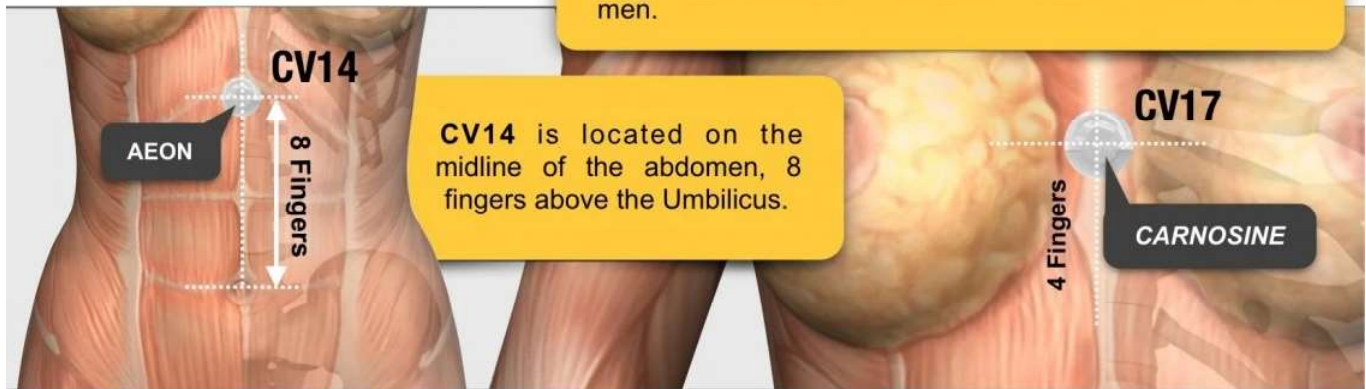 men.
CV14
AEON
8 Fingers
CV14 is located on the
midline of the abdomen, 8
fingers above the Umbilicus.
CV17
4 Fingers
CARNOSINE